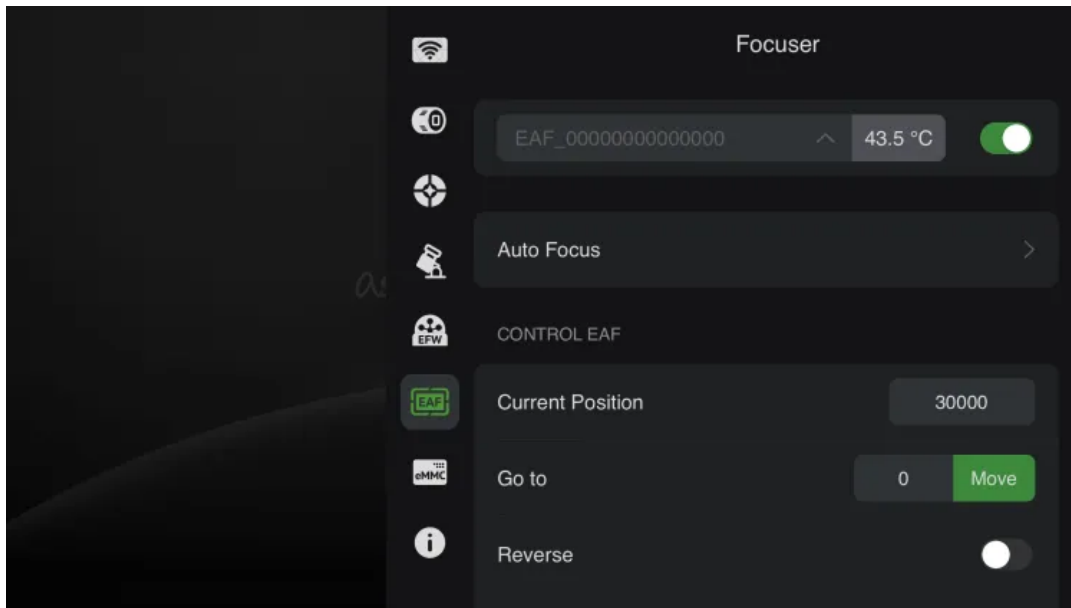 Focuser
EAF_00000000000000
43.5 °C
Auto Focus
CONTROL EAF
EFW
EAF
Current Position
30000
eMMC
Go to
0
Move
Reverse